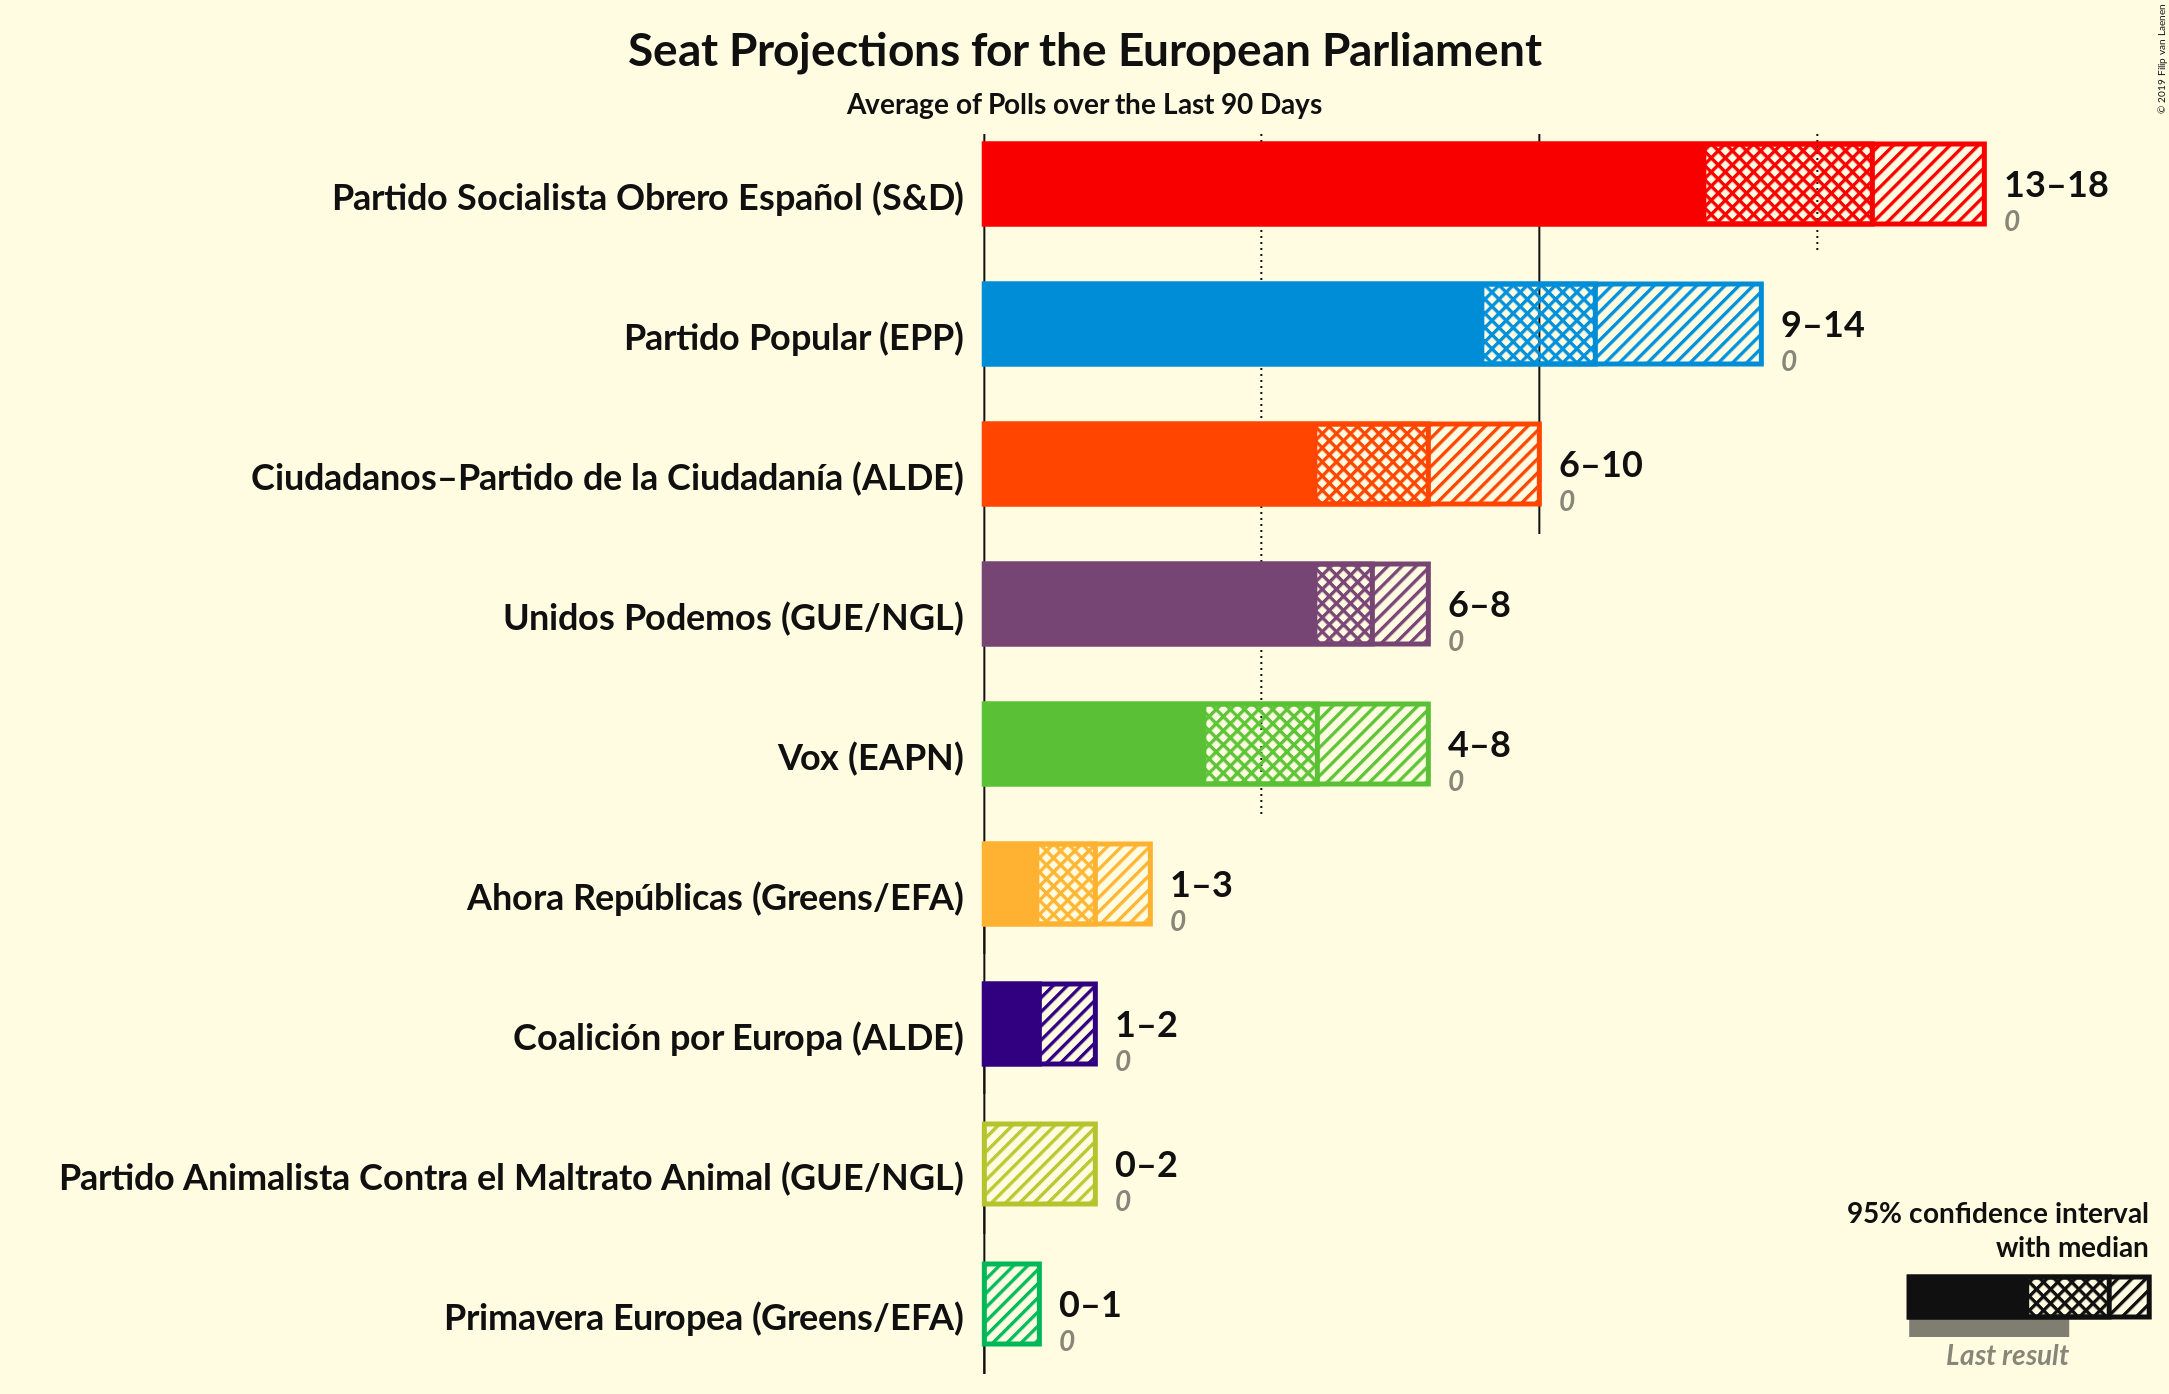 Seat Projections for the European Parliament
Average of Polls over the Last 90 Days
© 2019 Filip van Laenen
Partido Socialista Obrero Español (S&D)
13–18
0
Partido Popular (EPP)
9–14
0
Ciudadanos–Partido de la Ciudadanía (ALDE)
6–10
0
Unidos Podemos (GUE/NGL)
6–8
0
Vox (EAPN)
4–8
0
Ahora Repúblicas (Greens/EFA)
1–3
0
Coalición por Europa (ALDE)
1–2
0
Partido Animalista Contra el Maltrato Animal (GUE/NGL)
0–2
0
Primavera Europea (Greens/EFA)
0–1
0
95% confidence interval
with median
Last result